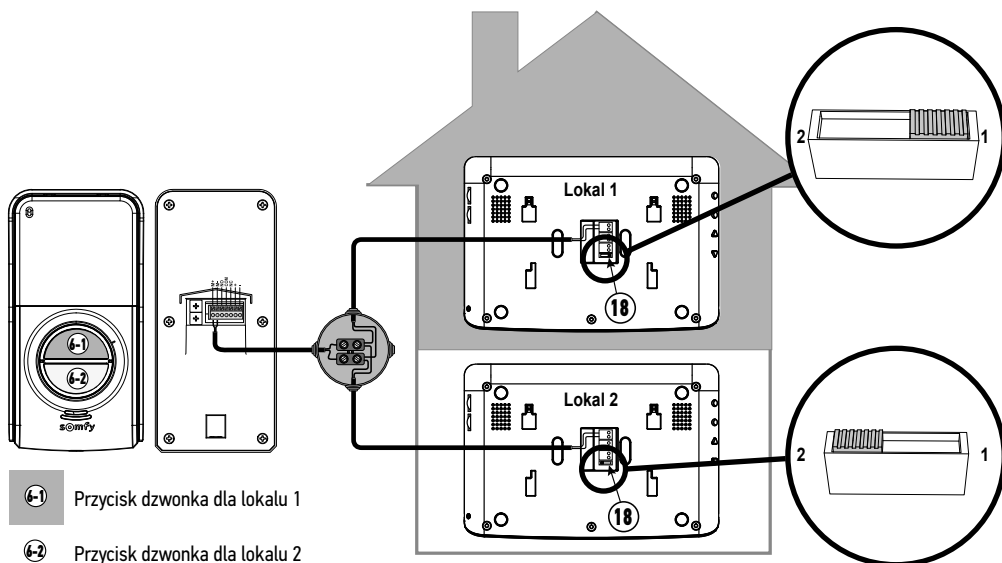 Lokal 1
2
1
18
6-1
6-2
somfy
Lokal 2
2
1
18
6-1 Przycisk dzwonka dla lokalu 1
6-2 Przycisk dzwonka dla lokalu 2